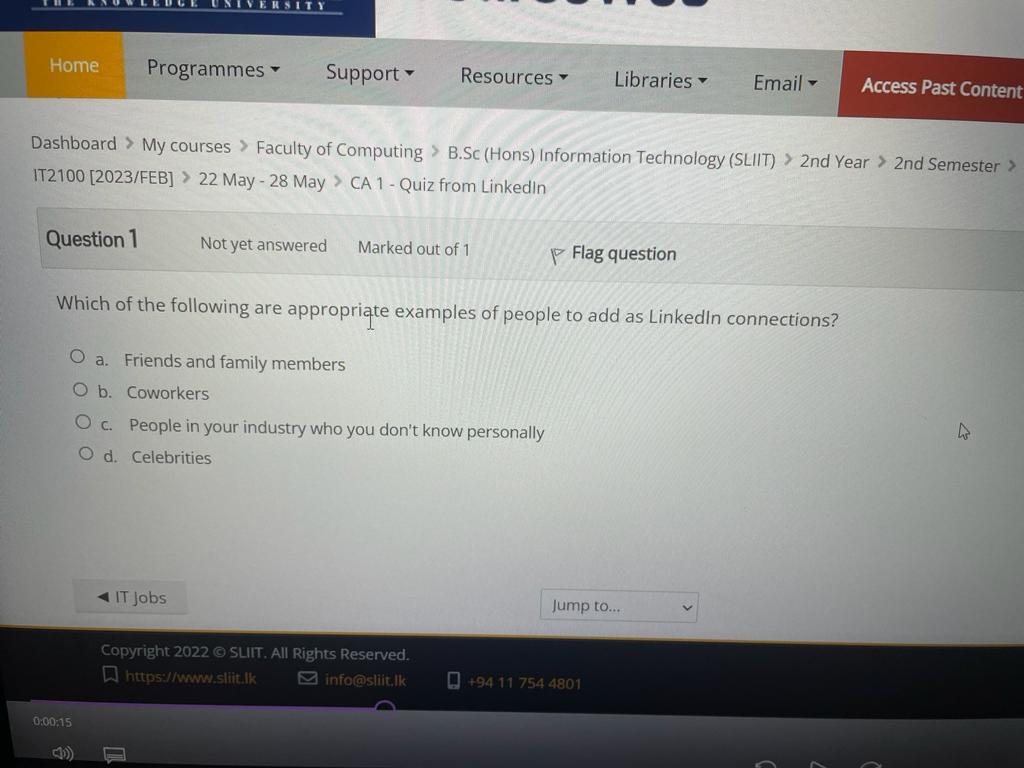 THE KNOWLEDGE UNIVERSITY
Home Programmes Support Resources Libraries Email Access Past Content
Dashboard > My courses > Faculty of Computing > B.Sc (Hons) Information Technology (SLIIT) > 2nd Year > 2nd Semester >
IT2100 [2023/FEB] > 22 May - 28 May > CA 1 - Quiz from LinkedIn
Question 1 Not yet answered Marked out of 1 Flag question
Which of the following are appropriate examples of people to add as LinkedIn connections?
a. Friends and family members
b. Coworkers
c. People in your industry who you don't know personally
d. Celebrities
◄ IT Jobs Jump to...
Copyright 2022 © SLIIT. All Rights Reserved.
https://www.sliit.lk info@sliit.lk +94 11 754 4801
0:00:15